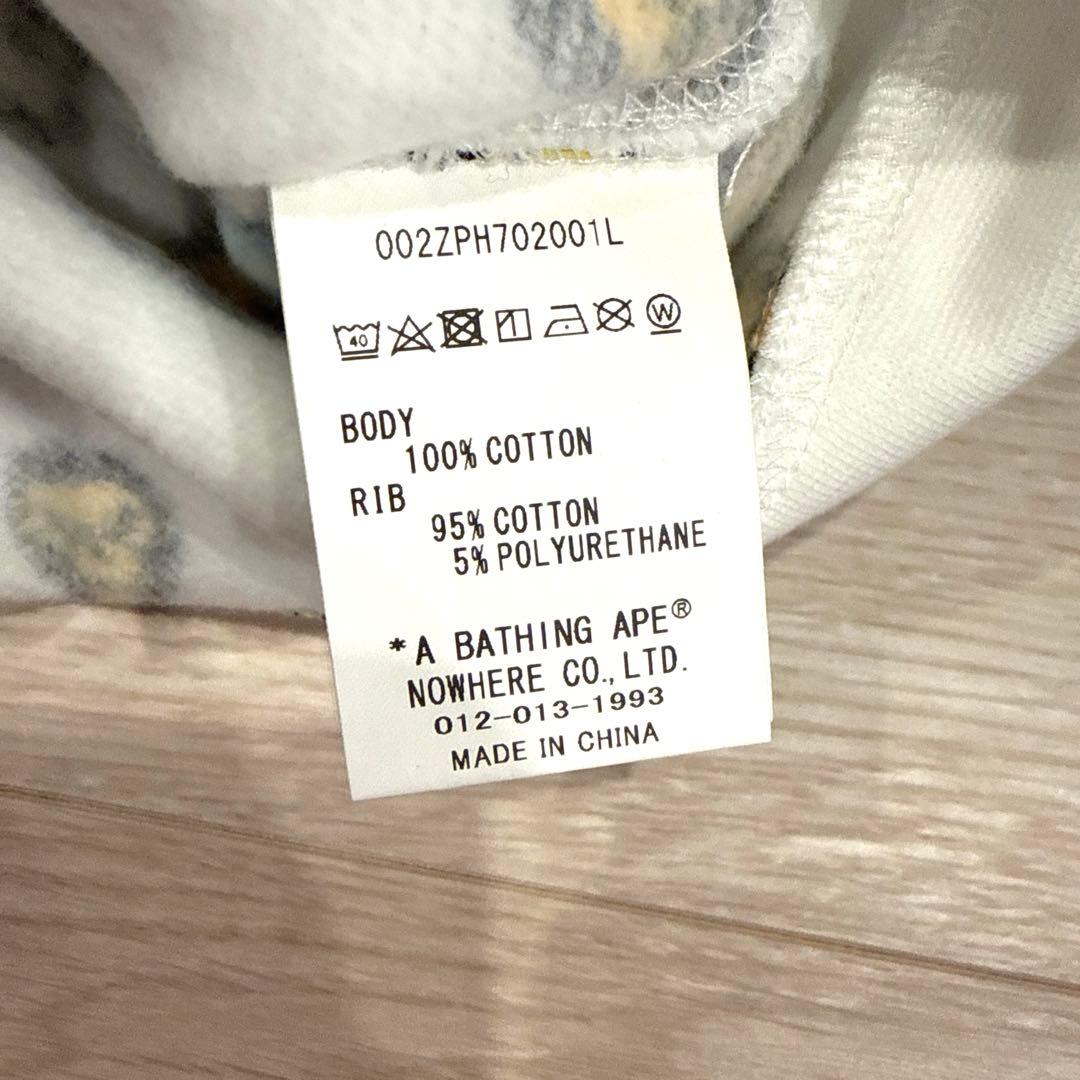 002ZPH702001L
40 W
BODY
100% COTTON
RIB
95% COTTON
5% POLYURETHANE
*A BATHING APE®
NOWHERE CO., LTD.
012-013-1993
MADE IN CHINA